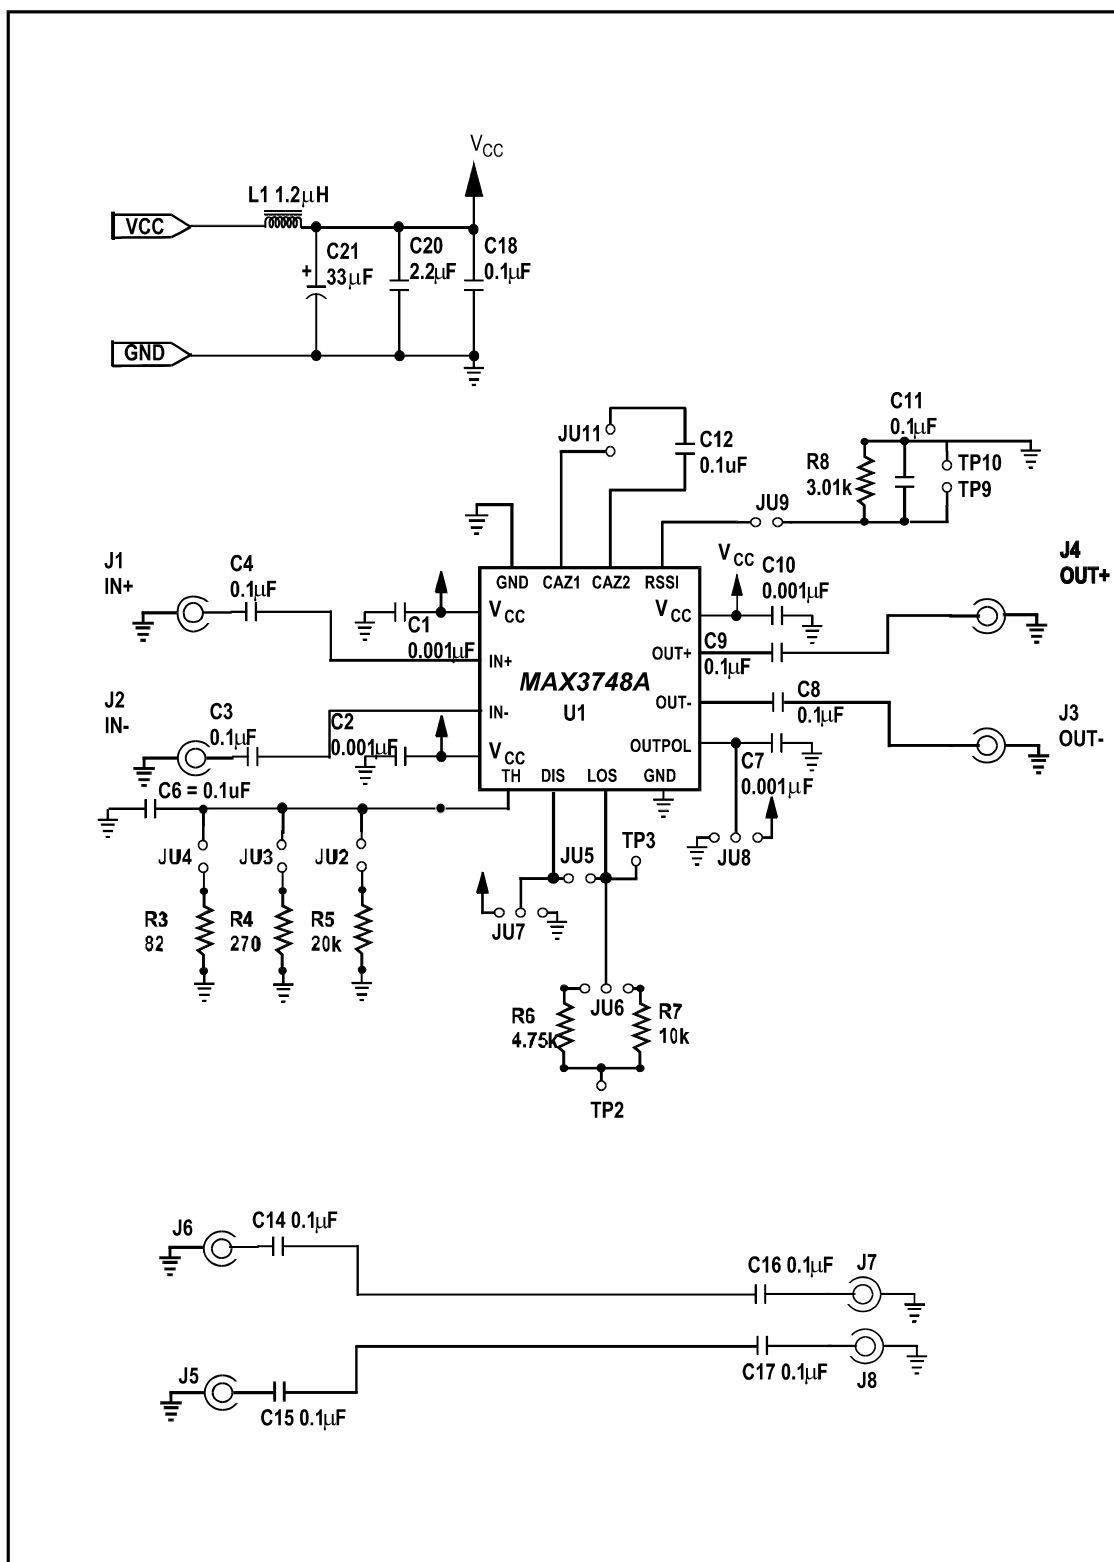 VCC
L1 1.2µH
VCC
C21
33µF
+
C20
2.2µF
C18
0.1µF
GND
JU11
C12
0.1uF
C11
0.1µF
R8
3.01k
TP10
TP9
JU9
J1
IN+
C4
0.1µF
GND CAZ1 CAZ2 RSSI
VCC
C10
0.001µF
J4
OUT+
VCC
VCC
C1
0.001µF
C9
0.1µF
IN+
OUT+
MAX3748A
U1
IN-
OUT-
J2
IN-
C3
0.1µF
C2
0.001µF
C8
0.1µF
J3
OUT-
VCC
OUTPOL
TH DIS LOS GND
C7
0.001µF
C6 = 0.1uF
JU4
JU3
JU2
JU5
TP3
JU8
JU7
R3
82
R4
270
R5
20k
JU6
R6
4.75k
R7
10k
TP2
J6
C14 0.1µF
C16 0.1µF
J7
J5
C15 0.1µF
C17 0.1µF
J8